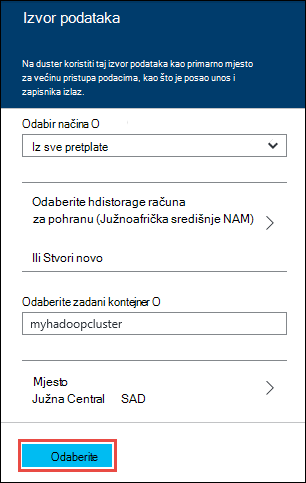 Izvor podataka
Na duster koristiti taj izvor podataka kao primarno mjesto
za većinu pristupa podacima, kao što je posao unos i
zapisnika izlaz.
Odabir načina O
Iz sve pretplate
Odaberite hdistorage računa
za pohranu (Južnoafrička središnje NAM)
Ili Stvori novo
Odaberite zadani kontejner O
myhadoopcluster
Mjesto
Južna Central SAD
Odaberite